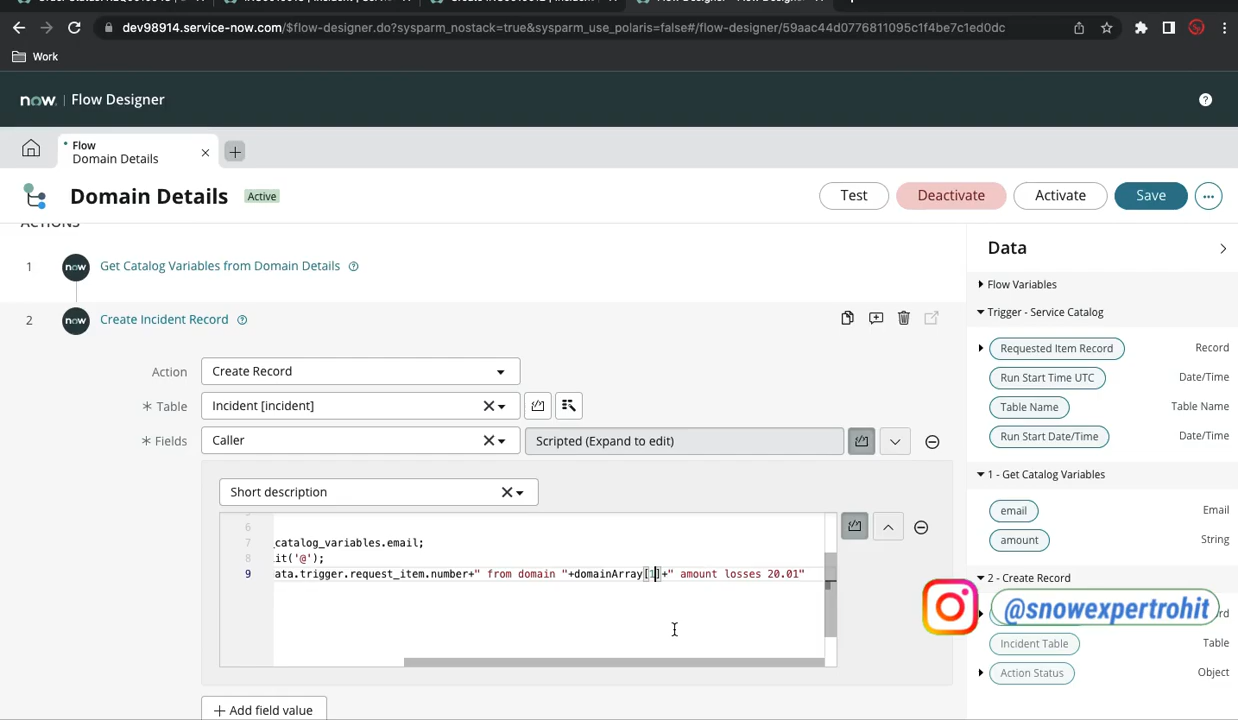 dev98914.service-now.com/$flow-designer.do?sysparm_nostack=true&sysparm_use_polaris=false#/flow-designer/59aac44d0776811095c1f4be7c1ed0dc
Work
now. | Flow Designer
Flow
Domain Details
Domain Details
Active
Test
Deactivate
Activate
Save
Data
1
now
Get Catalog Variables from Domain Details
2
now
Create Incident Record
Action
Create Record
* Table
Incident [incident]
* Fields
Caller
Scripted (Expand to edit)
Short description
6
7
_catalog_variables.email;
8
it('@');
9
ata.trigger.request_item.number+" from domain "+domainArray[1]+" amount losses 20.01"
+ Add field value
Flow Variables
Trigger - Service Catalog
Requested Item Record
Record
Run Start Time UTC
Date/Time
Table Name
Table Name
Run Start Date/Time
Date/Time
1 - Get Catalog Variables
email
Email
amount
String
2 - Create Record
@snowexpertrohit
Incident Table
Table
Action Status
Object